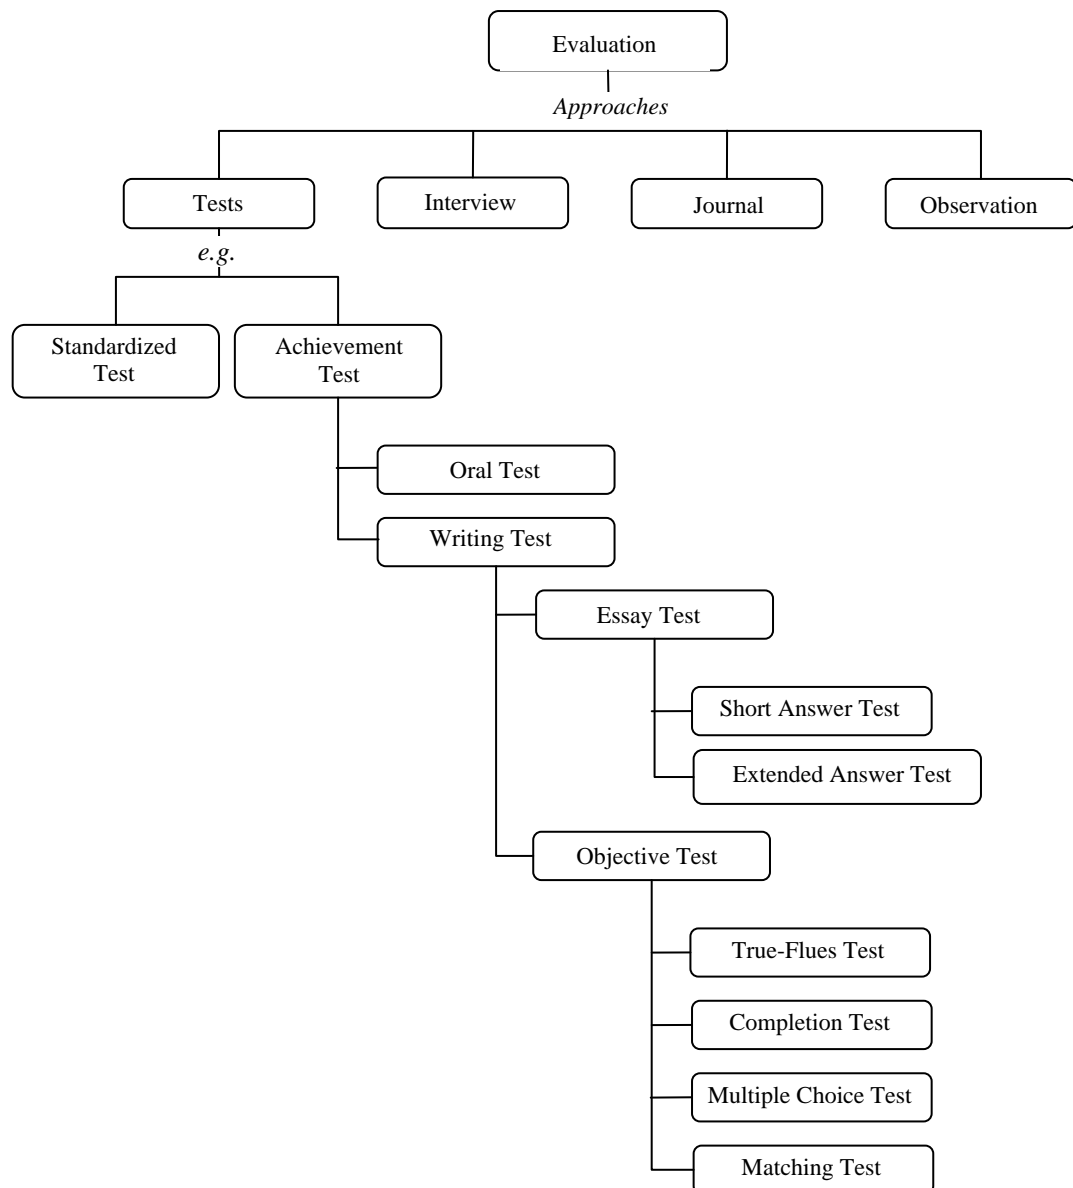 Evaluation
Approaches
Tests
Interview
Journal
Observation
e.g.
Standardized
Test
Achievement
Test
Oral Test
Writing Test
Essay Test
Short Answer Test
Extended Answer Test
Objective Test
True-Flues Test
Completion Test
Multiple Choice Test
Matching Test